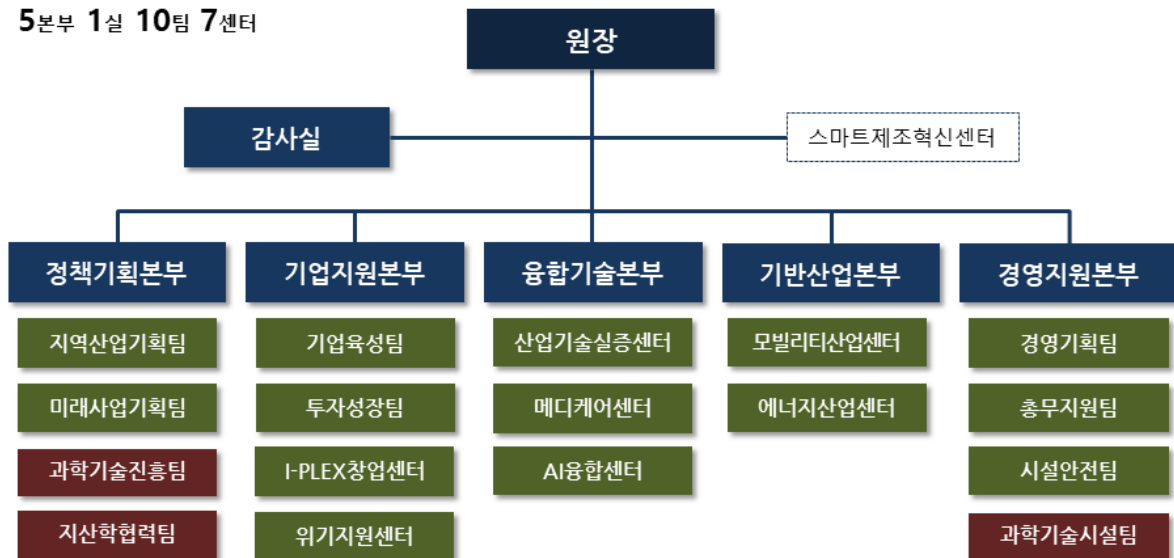 5본부 1실 10팀 7센터
원장
감사실
스마트제조혁신센터
정책기획본부
기업지원본부
융합기술본부
기반산업본부
경영지원본부
지역산업기획팀
기업육성팀
산업기술실증센터
모빌리티산업센터
경영기획팀
미래사업기획팀
투자성장팀
메디케어센터
에너지산업센터
총무지원팀
과학기술진흥팀
I-PLEX창업센터
AI융합센터
시설안전팀
지산학협력팀
위기지원센터
과학기술시설팀